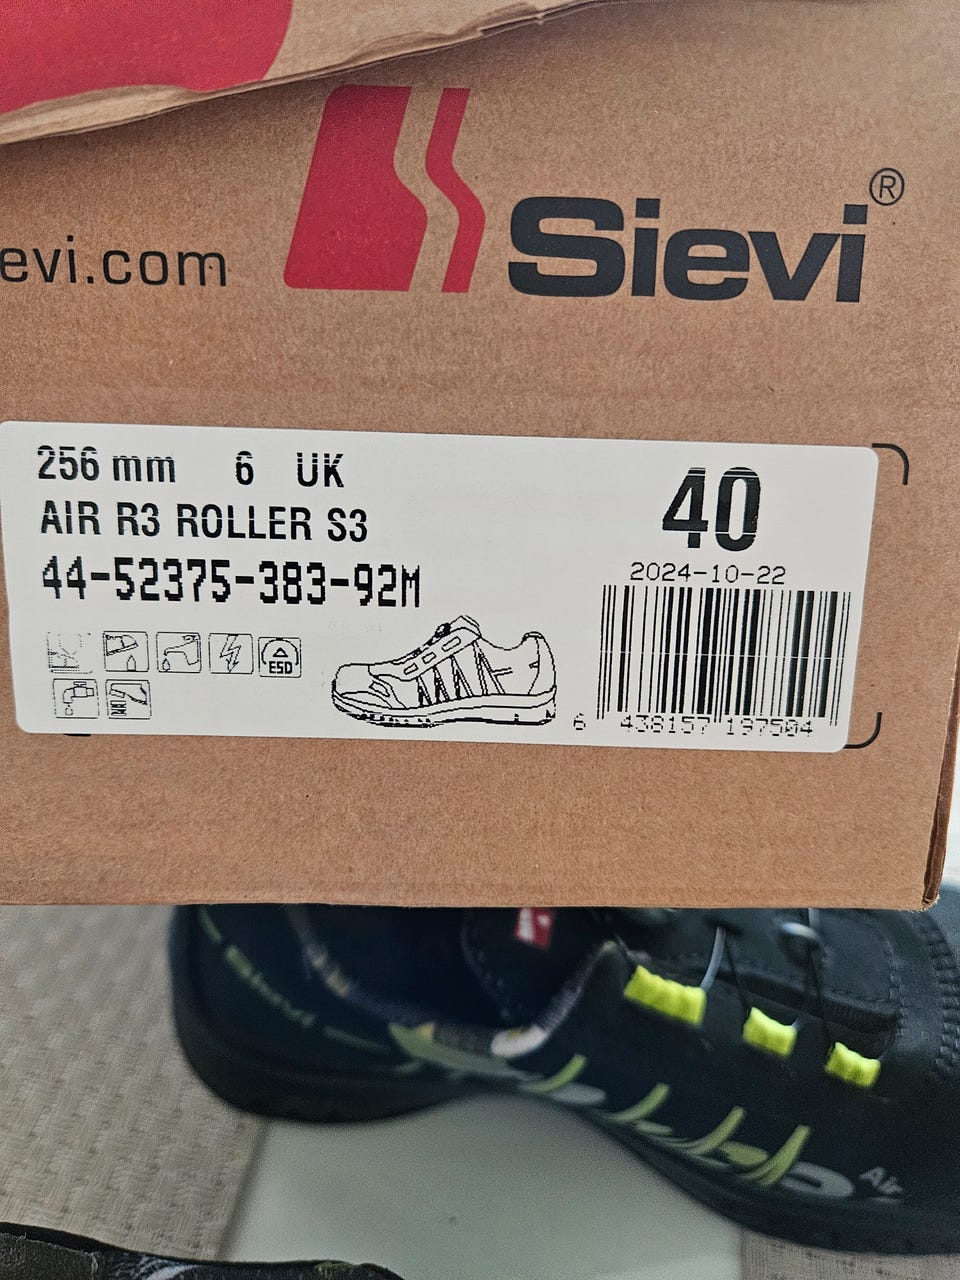 Sievi®
evi.com
256 mm 6 UK
AIR R3 ROLLER S3
44-52375-383-92M
40
2024-10-22
ESD
6 438157 197504
Sievi
Air